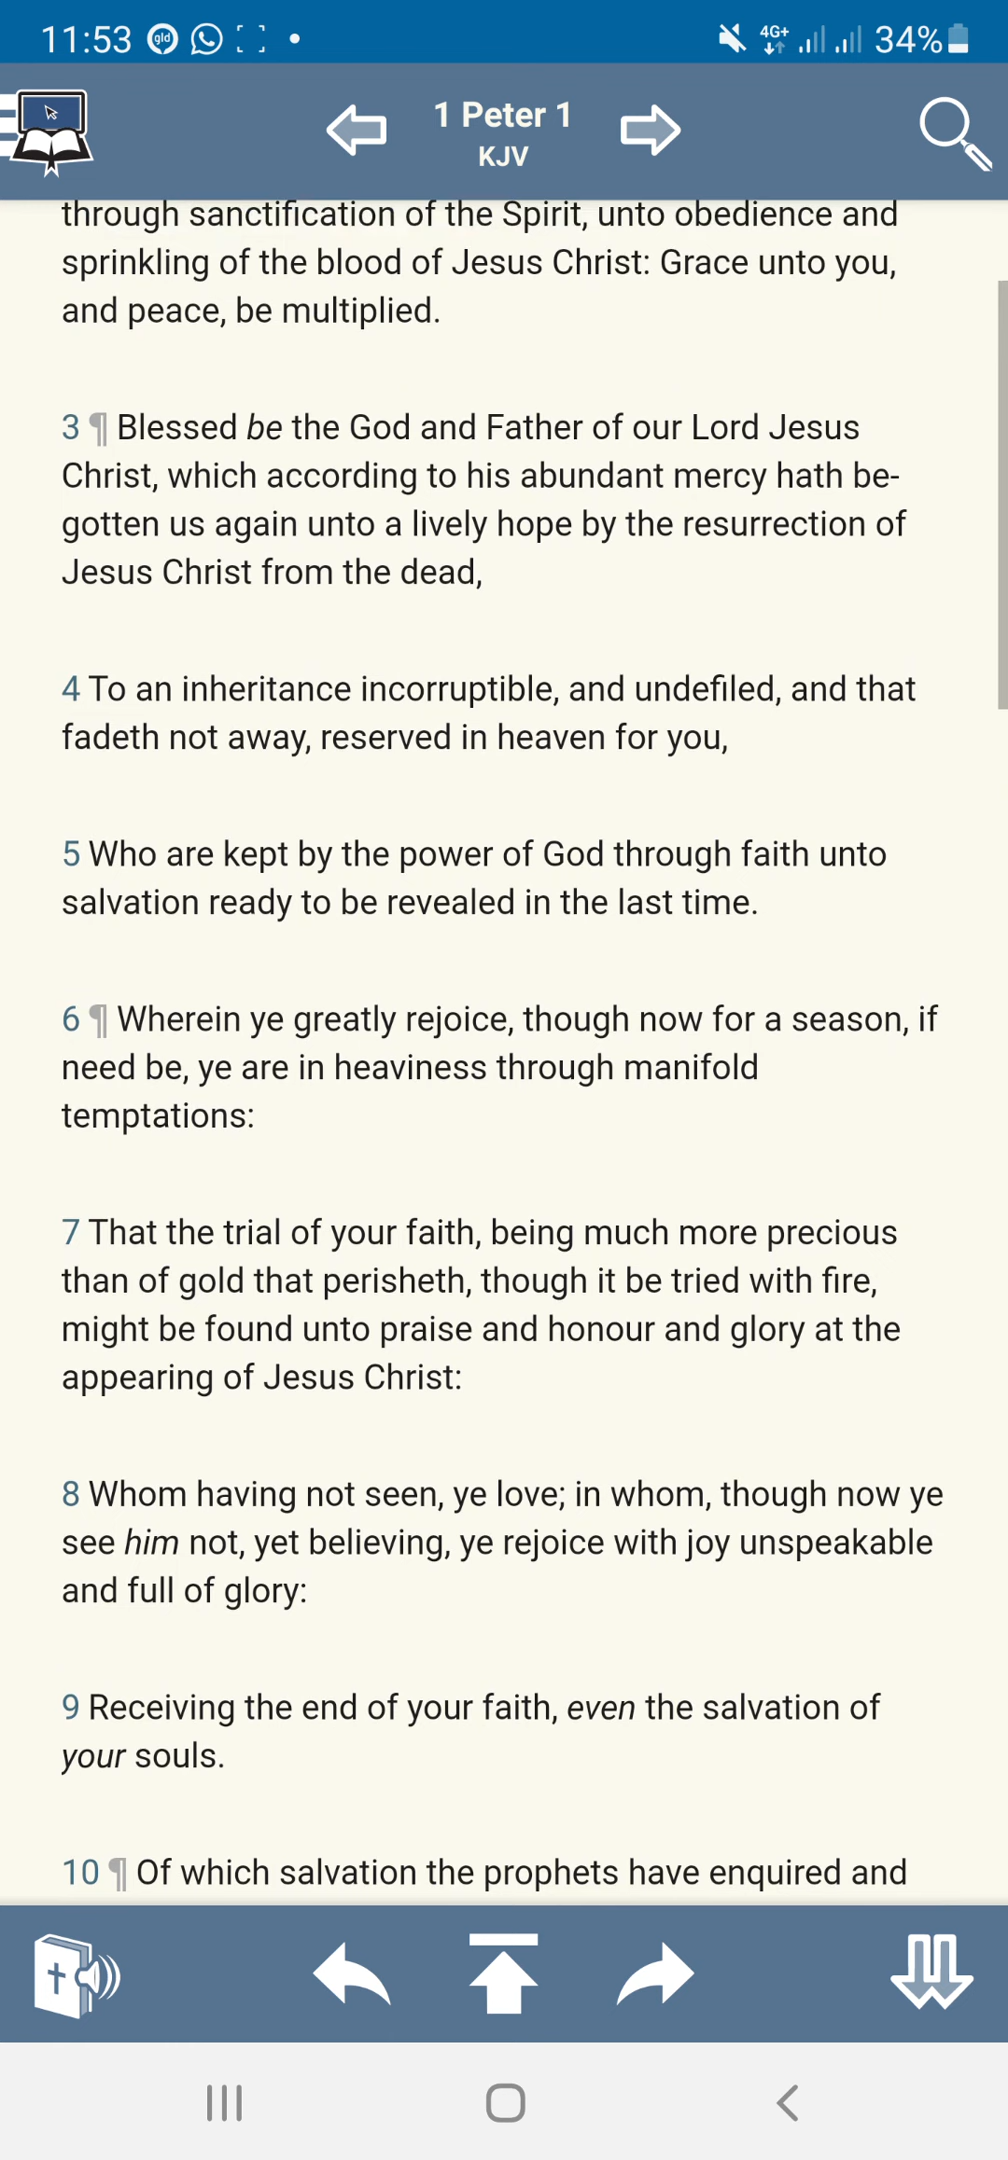 11:53 gld 4G+ 34%
1 Peter 1
KJV
through sanctification of the Spirit, unto obedience and
sprinkling of the blood of Jesus Christ: Grace unto you,
and peace, be multiplied.
3 ¶ Blessed be the God and Father of our Lord Jesus
Christ, which according to his abundant mercy hath be-
gotten us again unto a lively hope by the resurrection of
Jesus Christ from the dead,
4 To an inheritance incorruptible, and undefiled, and that
fadeth not away, reserved in heaven for you,
5 Who are kept by the power of God through faith unto
salvation ready to be revealed in the last time.
6 ¶ Wherein ye greatly rejoice, though now for a season, if
need be, ye are in heaviness through manifold
temptations:
7 That the trial of your faith, being much more precious
than of gold that perisheth, though it be tried with fire,
might be found unto praise and honour and glory at the
appearing of Jesus Christ:
8 Whom having not seen, ye love; in whom, though now ye
see him not, yet believing, ye rejoice with joy unspeakable
and full of glory:
9 Receiving the end of your faith, even the salvation of
your souls.
10 ¶ Of which salvation the prophets have enquired and